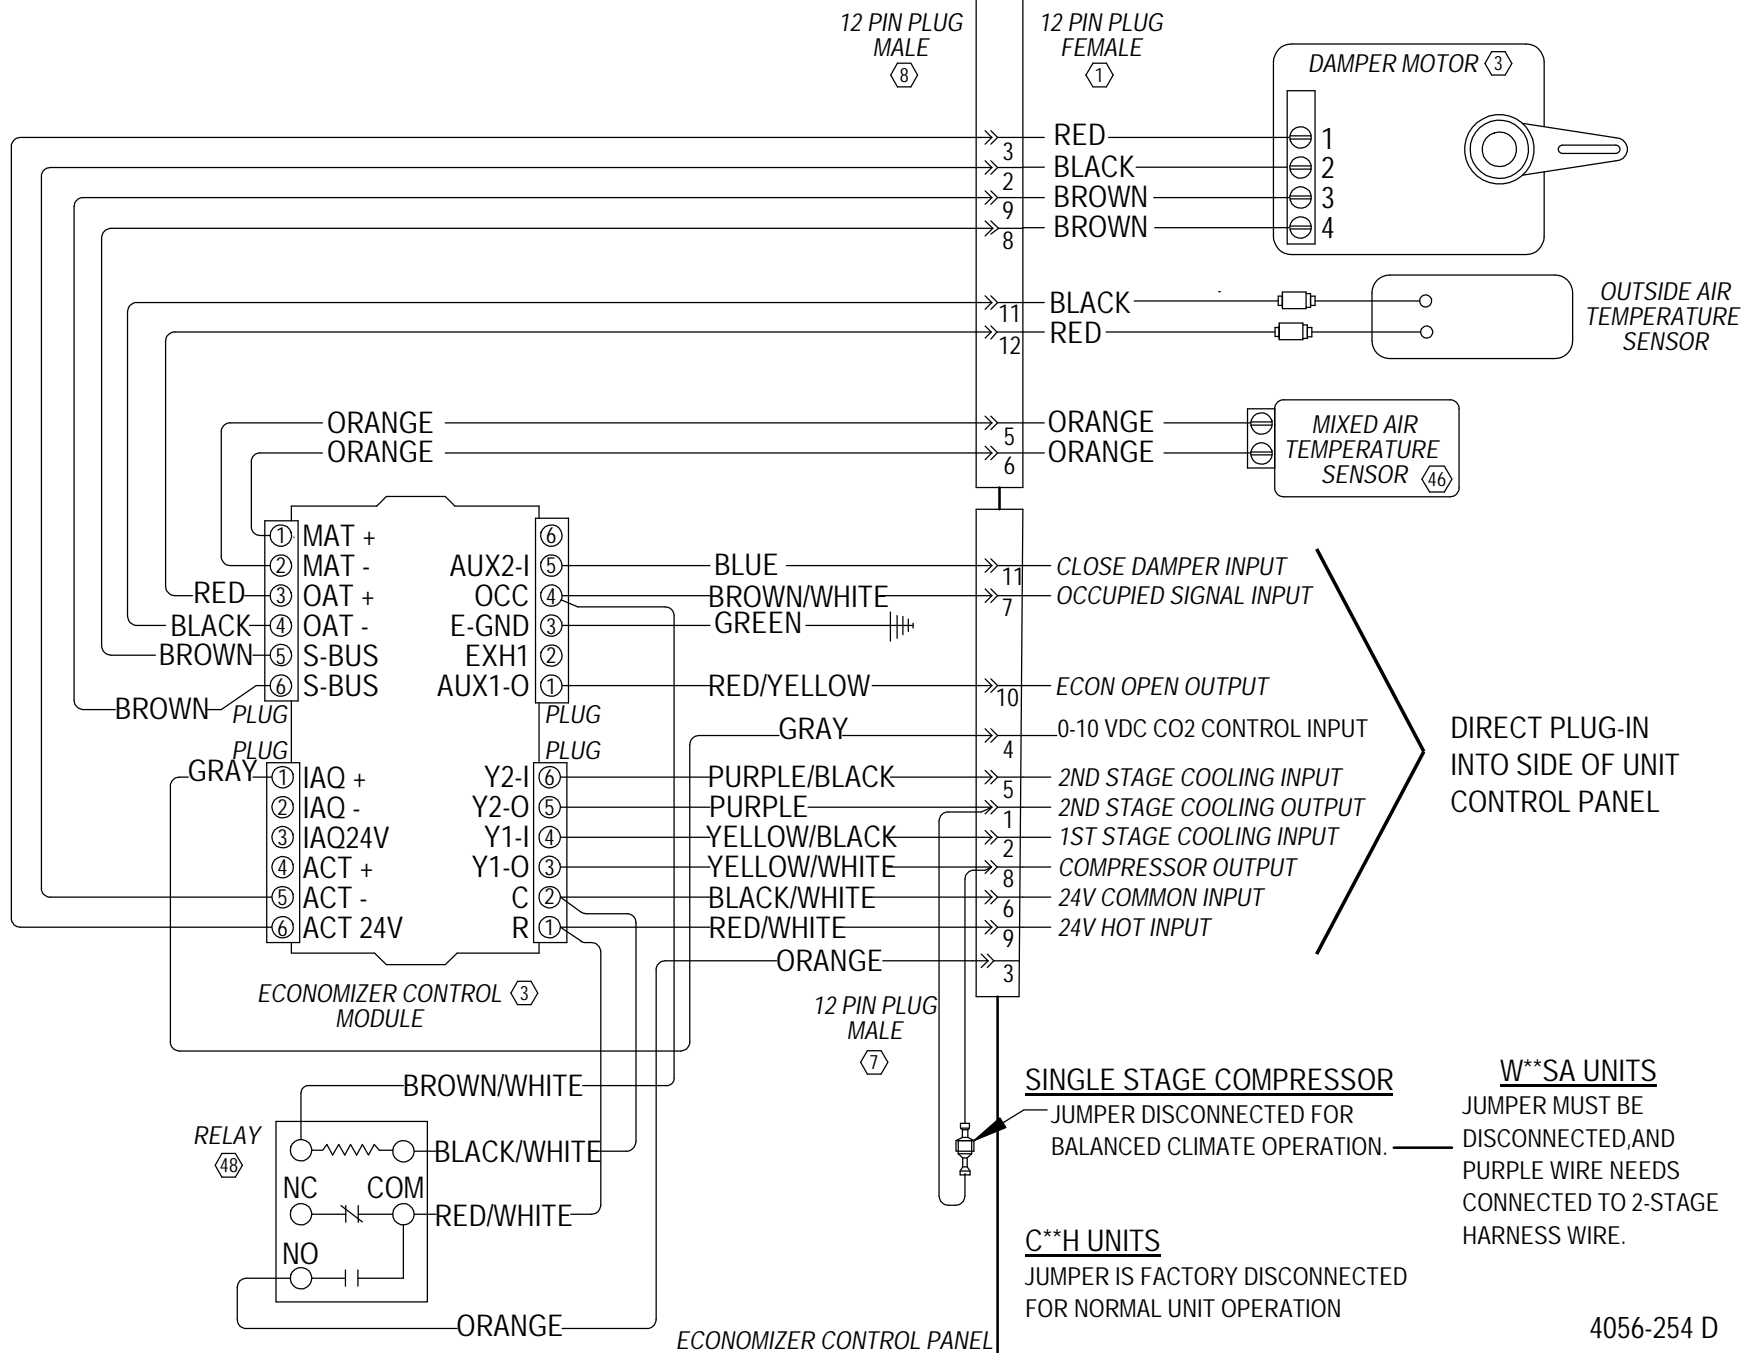 12 PIN PLUG
MALE
8
12 PIN PLUG
FEMALE
1
DAMPER MOTOR 3
3 RED 1
2 BLACK 2
9 BROWN 3
8 BROWN 4
11 BLACK
12 RED
OUTSIDE AIR
TEMPERATURE
SENSOR
ORANGE 5 ORANGE
ORANGE 6 ORANGE
MIXED AIR
TEMPERATURE
SENSOR 46
1 MAT +
2 MAT -
RED 3 OAT +
BLACK 4 OAT -
BROWN 5 S-BUS
BROWN 6 S-BUS
PLUG
6
AUX2-I 5 BLUE 11 CLOSE DAMPER INPUT
OCC 4 BROWN/WHITE 7 OCCUPIED SIGNAL INPUT
E-GND 3 GREEN
EXH1 2
AUX1-O 1 RED/YELLOW 10 ECON OPEN OUTPUT
PLUG
GRAY 4 0-10 VDC CO2 CONTROL INPUT
PLUG
GRAY 1 IAQ +
2 IAQ -
3 IAQ24V
4 ACT +
5 ACT -
6 ACT 24V
PLUG
Y2-I 6 PURPLE/BLACK 5 2ND STAGE COOLING INPUT
Y2-O 5 PURPLE 1 2ND STAGE COOLING OUTPUT
Y1-I 4 YELLOW/BLACK 2 1ST STAGE COOLING INPUT
Y1-O 3 YELLOW/WHITE 8 COMPRESSOR OUTPUT
C 2 BLACK/WHITE 6 24V COMMON INPUT
R 1 RED/WHITE 9 24V HOT INPUT
ORANGE 3
DIRECT PLUG-IN
INTO SIDE OF UNIT
CONTROL PANEL
ECONOMIZER CONTROL 3
MODULE
12 PIN PLUG
MALE
7
BROWN/WHITE
RELAY
48
BLACK/WHITE
NC COM
RED/WHITE
NO
ORANGE
ECONOMIZER CONTROL PANEL
SINGLE STAGE COMPRESSOR
JUMPER DISCONNECTED FOR
BALANCED CLIMATE OPERATION.
W**SA UNITS
JUMPER MUST BE
DISCONNECTED,AND
PURPLE WIRE NEEDS
CONNECTED TO 2-STAGE
HARNESS WIRE.
C**H UNITS
JUMPER IS FACTORY DISCONNECTED
FOR NORMAL UNIT OPERATION
4056-254 D